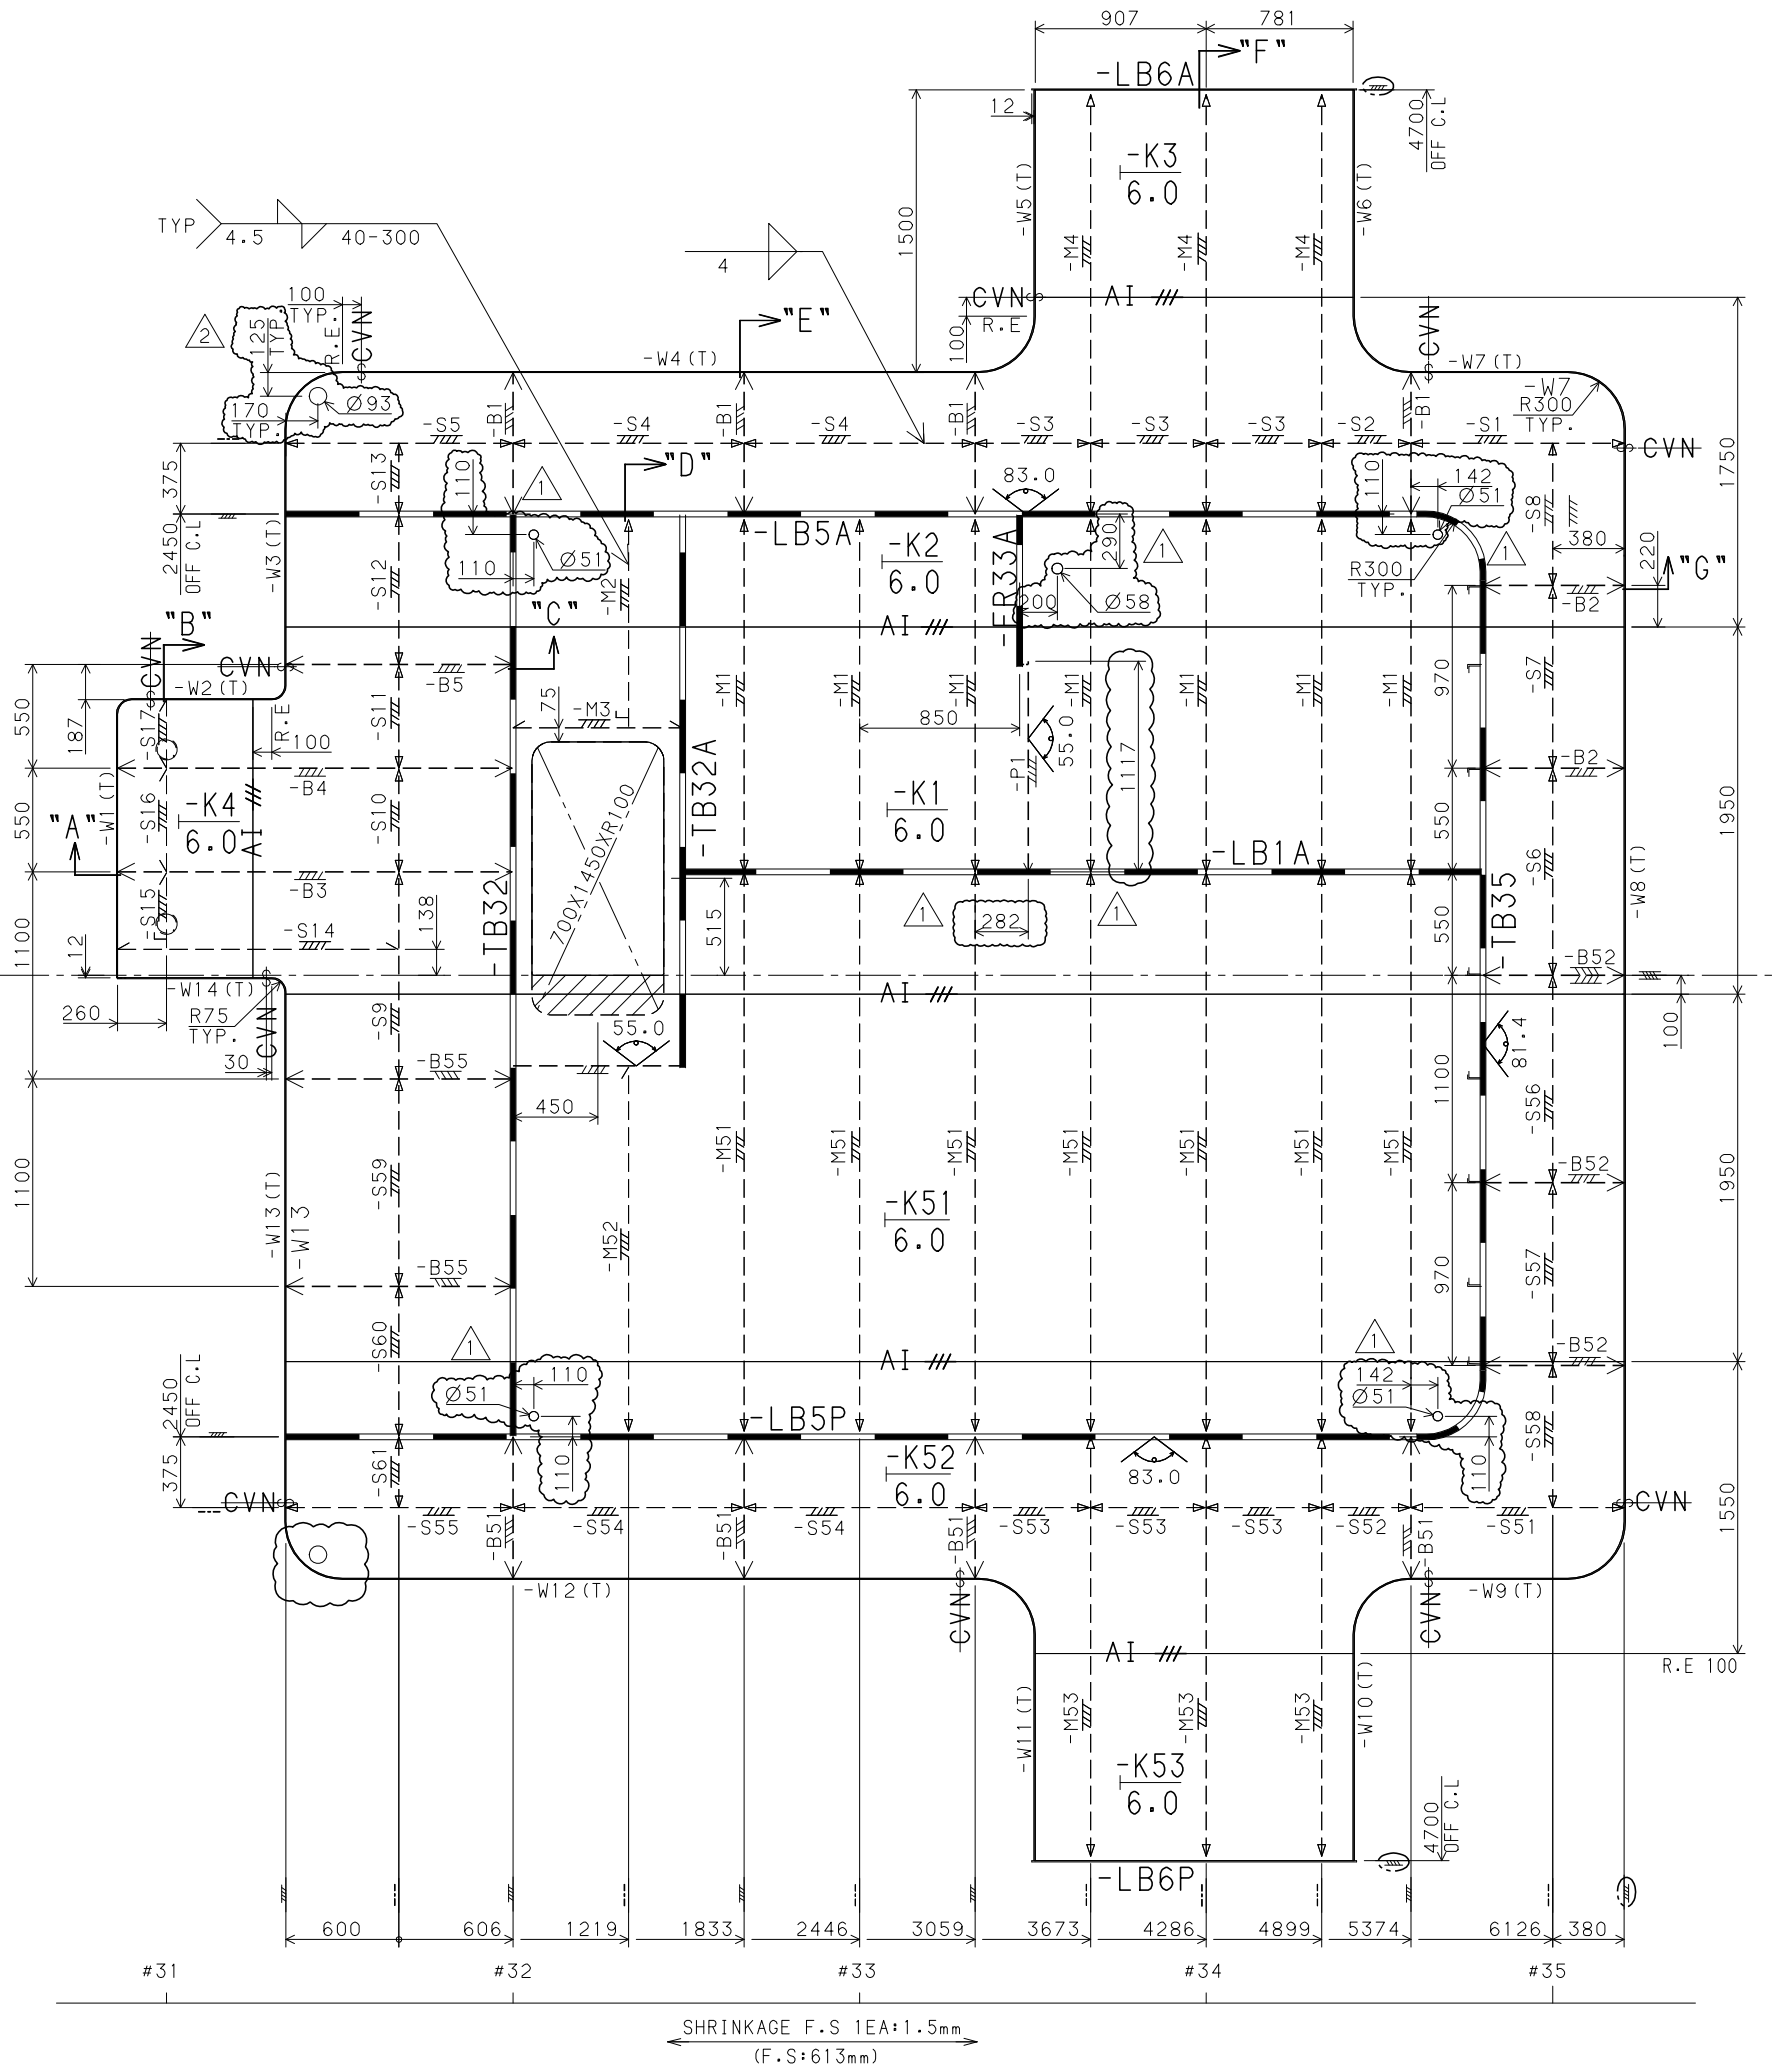 907
781
"F"
-LB6A
12
4700
OFF C.L
-K3
6.0
-W5(T)
-W6(T)
TYP
4.5
40-300
4
1500
-M4
-M4
-M4
100
TYP.
CVN
AI
R.E
100
CVN
2
125
TYP.
R.E.
CVN
"E"
-W4(T)
-W7(T)
-W7
R300
TYP.
170
TYP.
Ø93
-S5
-B1
-S4
-B1
-S4
-B1
-S3
-S3
-S3
-S2
-B1
-S1
CVN
1750
375
-S13
110
1
"D"
83.0
110
142
Ø51
-S8
2450
OFF C.L
-W3(T)
-S12
-LB5A
-K2
6.0
-FR33A
290
1
1
380
220
"G"
110
Ø51
-M2
R300
TYP.
200
Ø58
-B2
"B"
"C"
AI
CVN
CVN
-W2(T)
-B5
-S11
550
187
-S17
R.E
100
75
-M3
-M1
-M1
-M1
-M1
-M1
-M1
-M1
850
55.0
-P1
1117
970
-S7
-B4
-B2
-W1(T)
-S16
-K4
6.0
AI
-S10
700X1450XR100
-TB32A
-K1
6.0
-LB1A
550
1950
"A"
550
-B3
-S15
-S14
138
-TB32
515
1
282
1
550
-TB35
-S6
-W8(T)
1100
12
-W14(T)
AI
-B52
100
260
R75
TYP.
CVN
30
-S9
55.0
81.4
-B55
450
1100
-S56
1100
-S59
-M51
-M51
-M51
-M51
-M51
-M51
-M51
-B52
1950
-W13(T)
-W13
-M52
-K51
6.0
-B55
970
-S57
-S60
1
AI
1
-B52
2450
OFF C.L
Ø51
110
142
Ø51
-LB5P
-S58
375
-S61
110
-K52
6.0
83.0
110
CVN
CVN
-S55
-B51
-S54
-B51
-S54
-B51
-S53
-S53
-S53
-S52
-B51
-S51
1550
-W12(T)
CVN
CVN
-W9(T)
AI
R.E 100
-W11(T)
-M53
-M53
-M53
-W10(T)
-K53
6.0
4700
OFF C.L
-LB6P
600
606
1219
1833
2446
3059
3673
4286
4899
5374
6126
380
#31
#32
#33
#34
#35
SHRINKAGE F.S 1EA:1.5mm
(F.S:613mm)